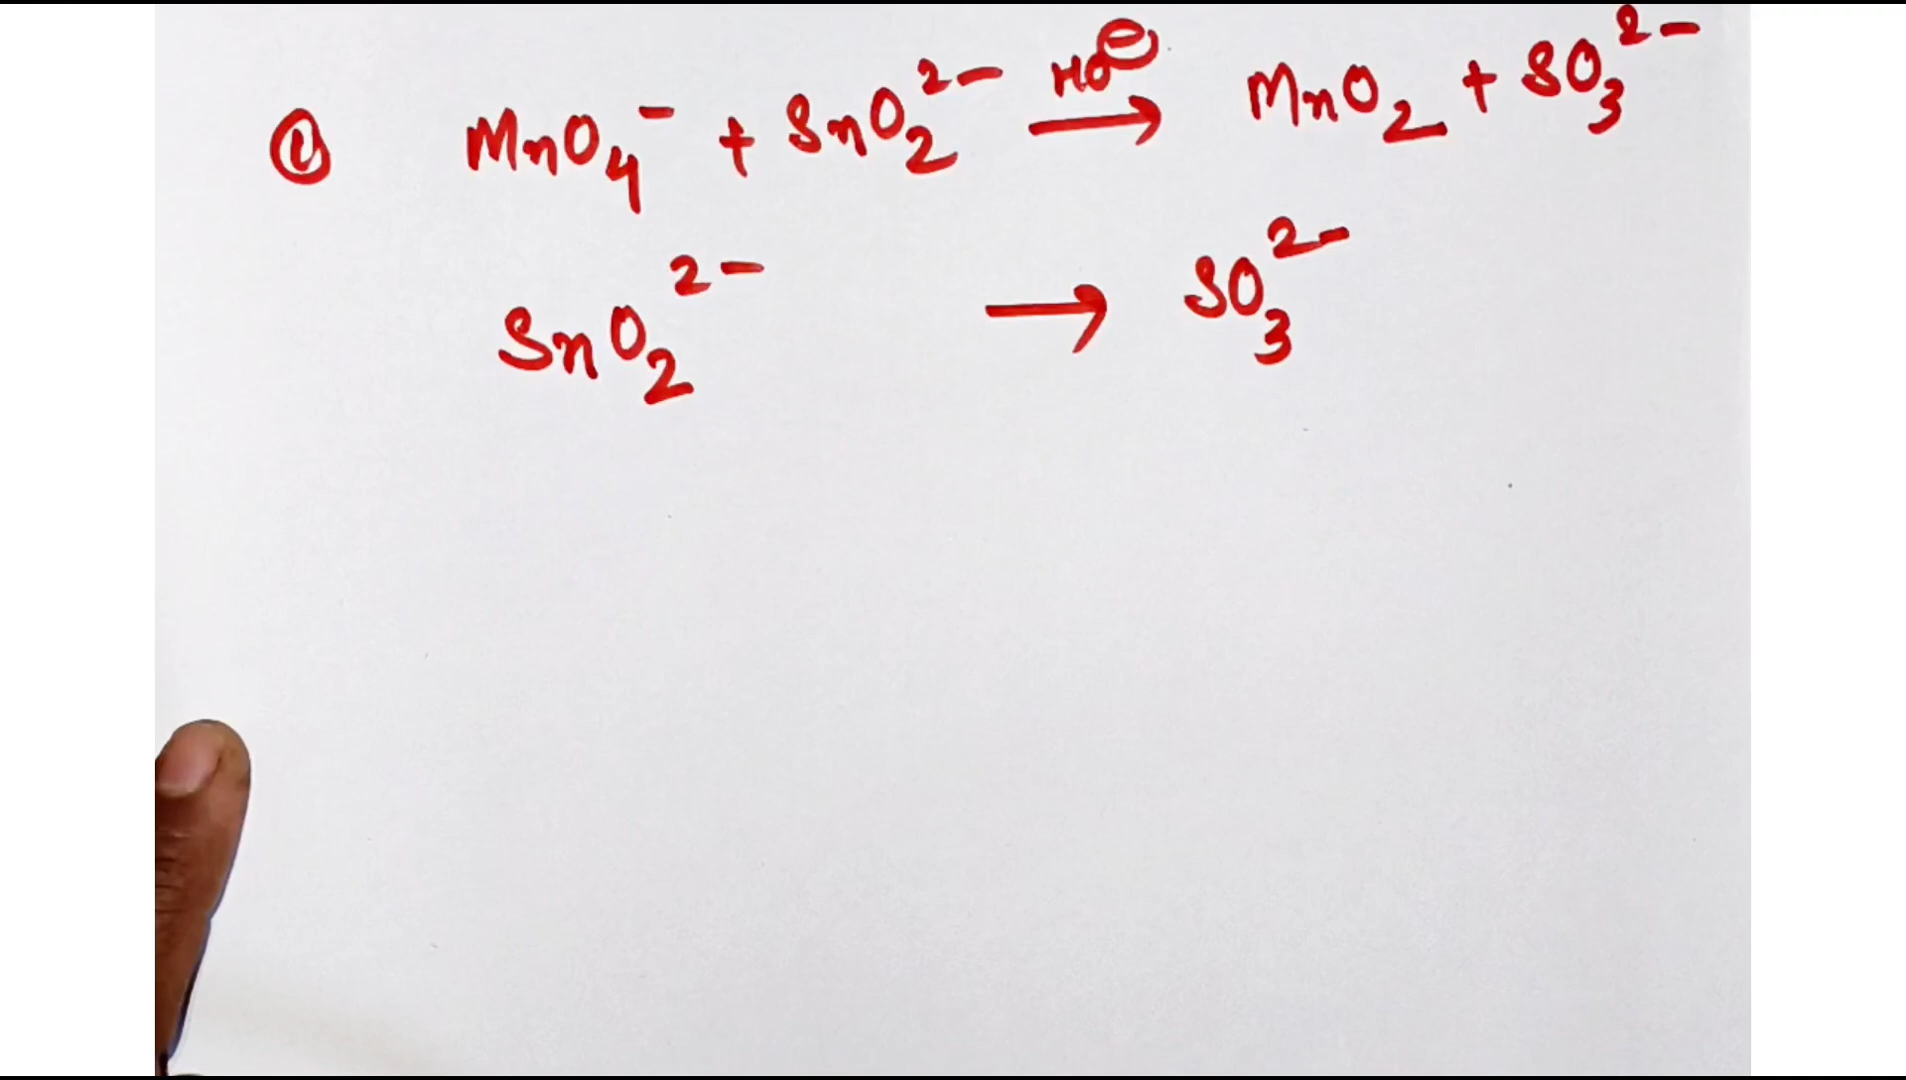 ① MnO₄⁻ + SnO₂²⁻ —HO⊖→ MnO₂ + SO₃²⁻
SnO₂²⁻ → SO₃²⁻